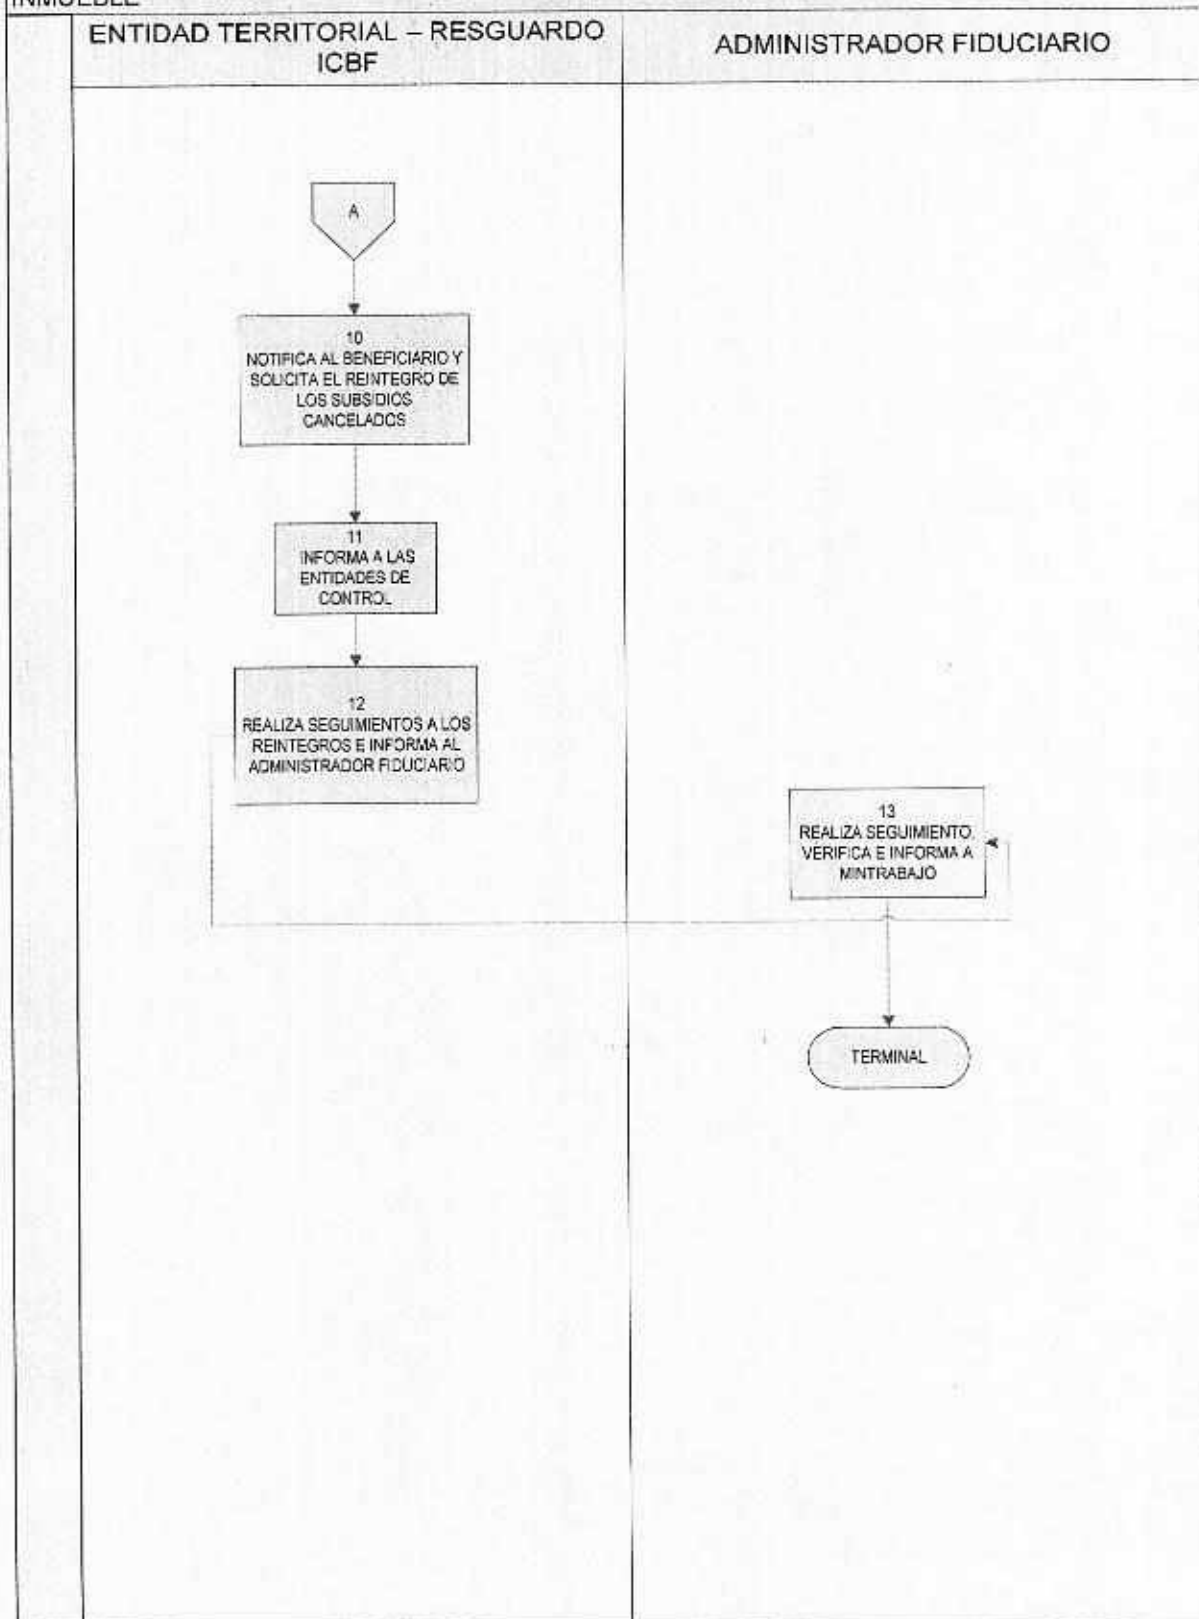 INMUEBLE
ENTIDAD TERRITORIAL – RESGUARDO
ICBF
ADMINISTRADOR FIDUCIARIO
A
10
NOTIFICA AL BENEFICIARIO Y
SOLICITA EL REINTEGRO DE
LOS SUBSIDIOS
CANCELADOS
11
INFORMA A LAS
ENTIDADES DE
CONTROL
12
REALIZA SEGUIMIENTOS A LOS
REINTEGROS E INFORMA AL
ADMINISTRADOR FIDUCIARIO
13
REALIZA SEGUIMIENTO,
VERIFICA E INFORMA A
MINTRABAJO
TERMINAL